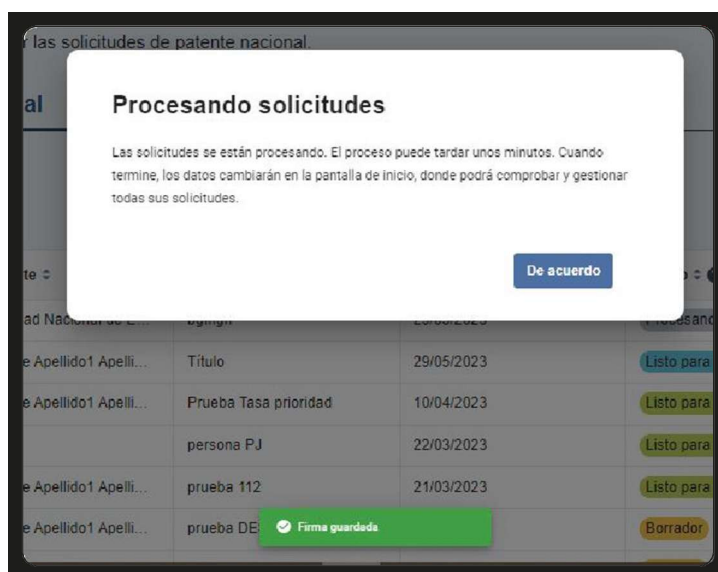 r las solicitudes de patente nacional.
al
Procesando solicitudes
Las solicitudes se están procesando. El proceso puede tardar unos minutos. Cuando
termine, los datos cambiarán en la pantalla de inicio, donde podrá comprobar y gestionar
todas sus solicitudes.
De acuerdo
te
ad Nacional de E...
e Apellido1 Apelli... Título 29/05/2023 Listo para
e Apellido1 Apelli... Prueba Tasa prioridad 10/04/2023 Listo para
persona PJ 22/03/2023 Listo para
e Apellido1 Apelli... prueba 112 21/03/2023 Listo para
e Apellido1 Apelli... prueba DE Borrador
Firma guardada